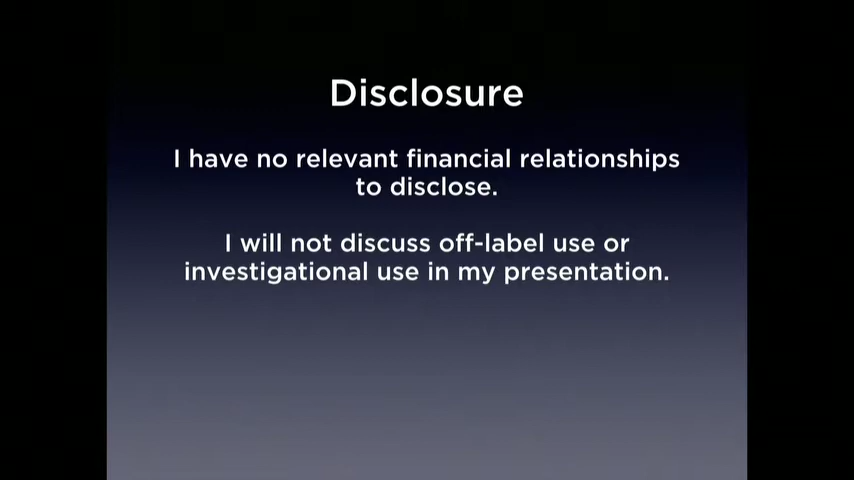 Disclosure
I have no relevant financial relationships
to disclose.
I will not discuss off-label use or
investigational use in my presentation.